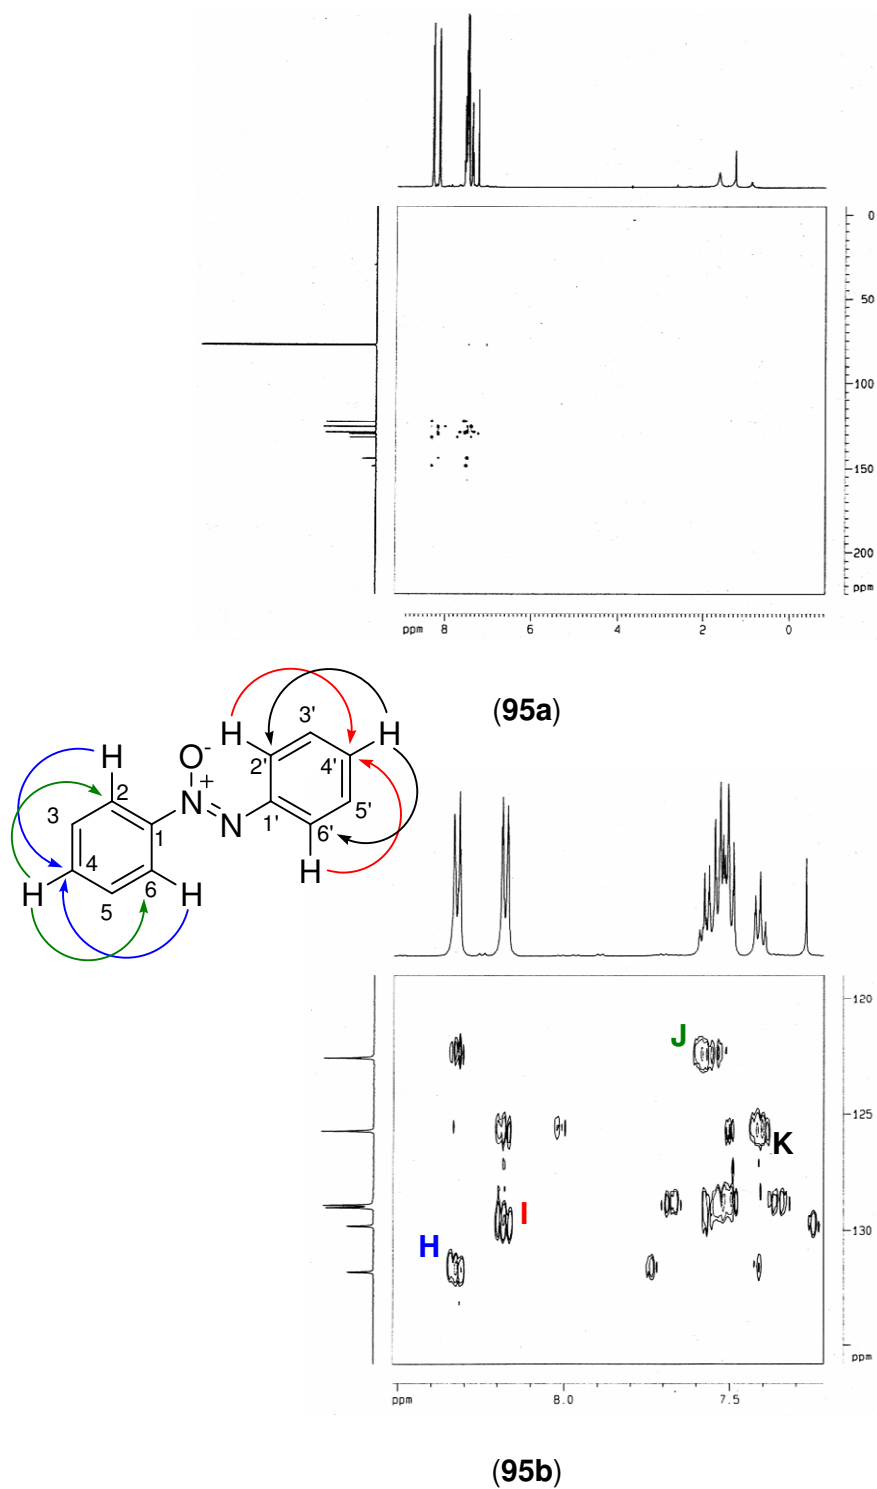 0
50
100
150
200
ppm
ppm 8 6 4 2 0
(95a)
H 3' H
O -
2' 4'
H +
2 N 5'
3 1 N 1' 6'
4 H
H 5 6 H
120
J
125
K
I
130
H
ppm
ppm 8.0 7.5
(95b)